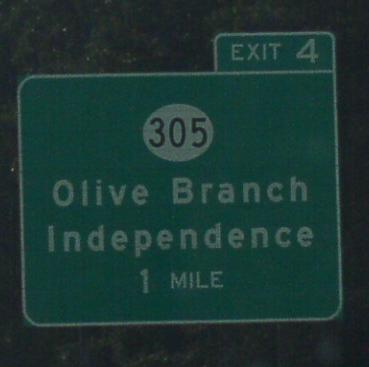 EXIT 4
305
Olive Branch
Independence
1 MILE